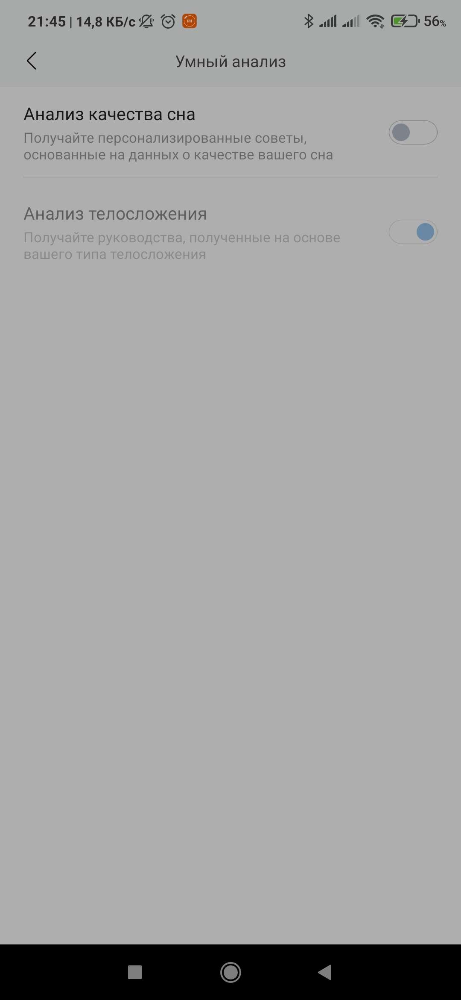 21:45 | 14,8 КБ/с
56%
Умный анализ
Анализ качества сна
Получайте персонализированные советы,
основанные на данных о качестве вашего сна
Анализ телосложения
Получайте руководства, полученные на основе
вашего типа телосложения